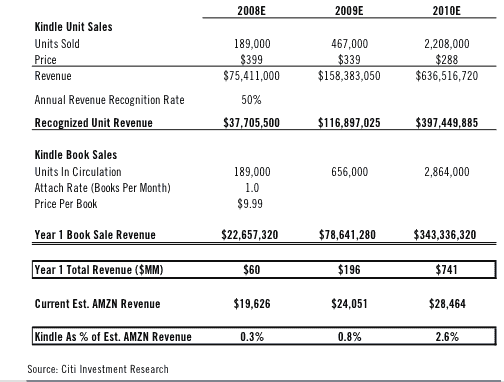 2008E 2009E 2010E
Kindle Unit Sales
Units Sold 189,000 467,000 2,208,000
Price $399 $339 $288
Revenue $75,411,000 $158,383,050 $636,516,720
Annual Revenue Recognition Rate 50%
Recognized Unit Revenue $37,705,500 $116,897,025 $397,449,885
Kindle Book Sales
Units In Circulation 189,000 656,000 2,864,000
Attach Rate (Books Per Month) 1.0
Price Per Book $9.99
Year 1 Book Sale Revenue $22,657,320 $78,641,280 $343,336,320
Year 1 Total Revenue ($MM) $60 $196 $741
Current Est. AMZN Revenue $19,626 $24,051 $28,464
Kindle As % of Est. AMZN Revenue 0.3% 0.8% 2.6%
Source: Citi Investment Research